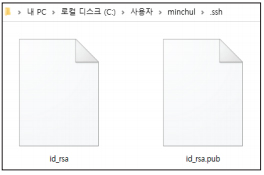 내 PC > 로컬 디스크 (C:) > 사용자 > minchul > .ssh
id_rsa
id_rsa.pub